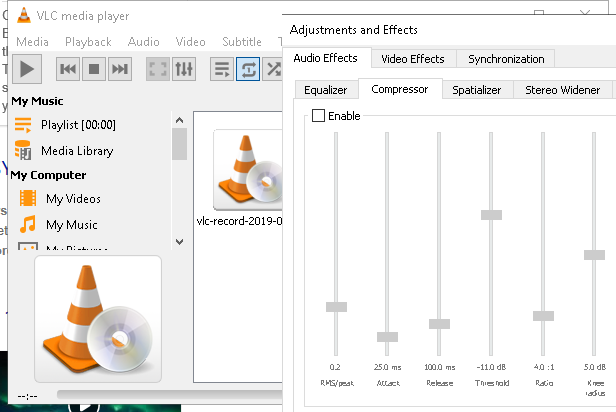 VLC media player
Media Playback Audio Video Subtitle T
My Music
Playlist [00:00]
Media Library
My Computer
My Videos
My Music
My Pictures
vlc-record-2019-0
--:--
Adjustments and Effects
Audio Effects Video Effects Synchronization
Equalizer Compressor Spatializer Stereo Widener
Enable
0.2 25.0 ms 100.0 ms -11.0 dB 4.0 :1 5.0 dB
RMS/peak Attack Release Threshold Ratio Knee
radius